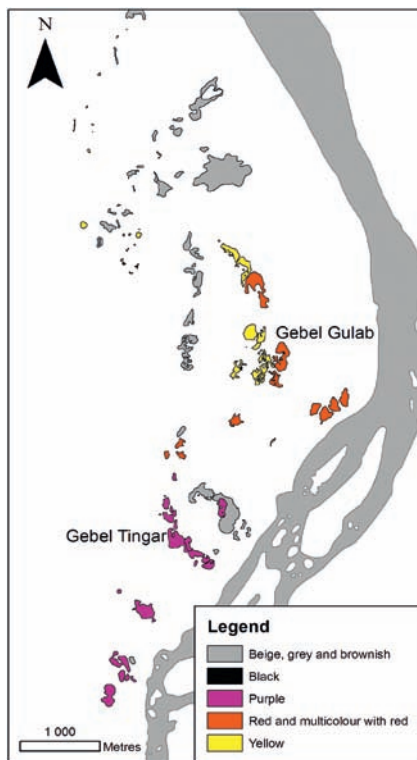 N
Gebel Gulab
Gebel Tingar
Legend
Beige, grey and brownish
Black
Purple
Red and multicolour with red
Yellow
1 000
Metres